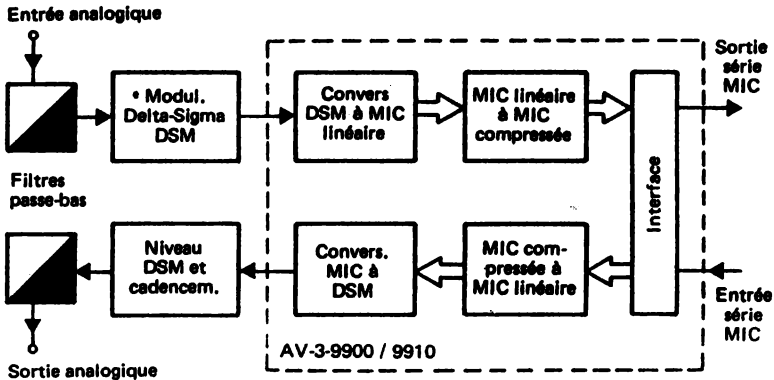 Entrée analogique
* Modul.
Delta-Sigma
DSM
Convers
DSM à MIC
linéaire
MIC linéaire
à MIC
compressée
Sortie
série
MIC
Filtres
passe-bas
Interface
Niveau
DSM et
cadencem.
Convers.
MIC à
DSM
MIC com-
pressée à
MIC linéaire
Entrée
série
MIC
AV-3-9900 / 9910
Sortie analogique